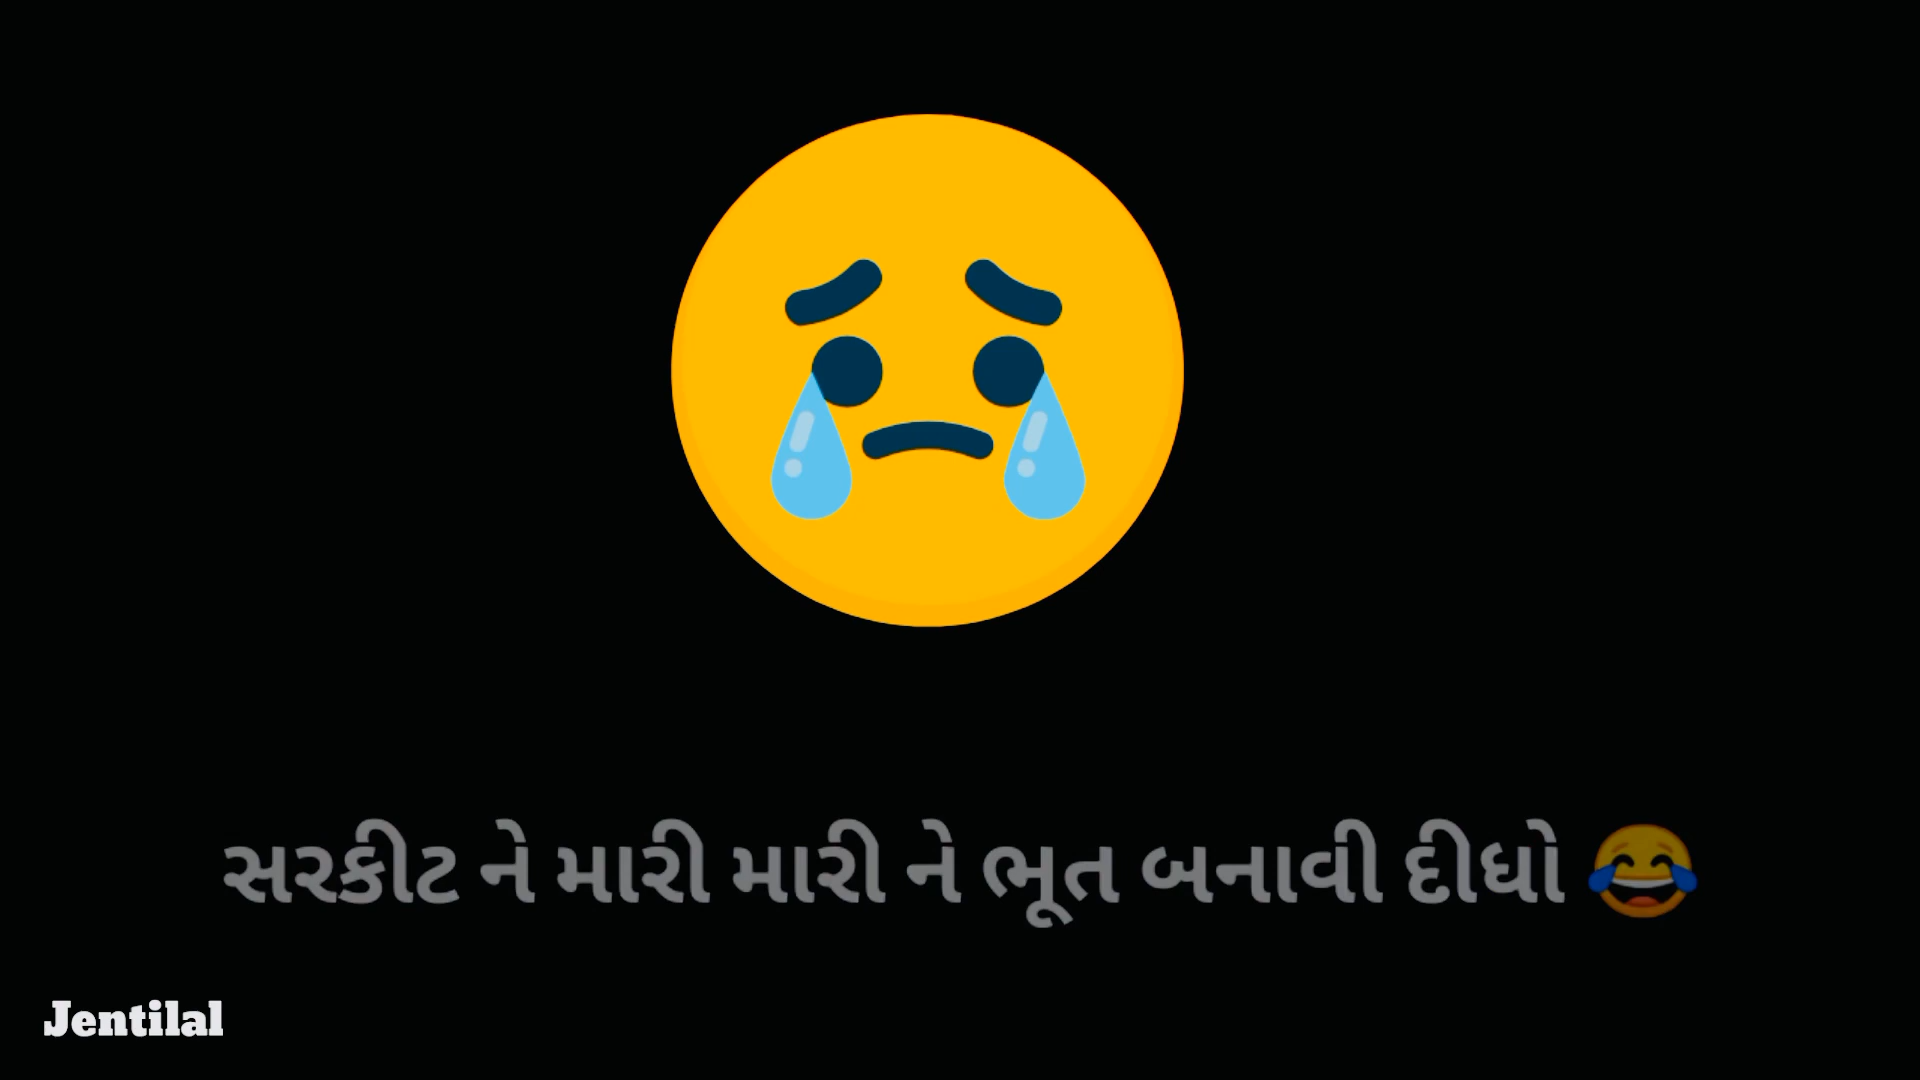 સરકીટ ને મારી મારી ને ભૂત બનાવી દીધો 😂
Jentilal